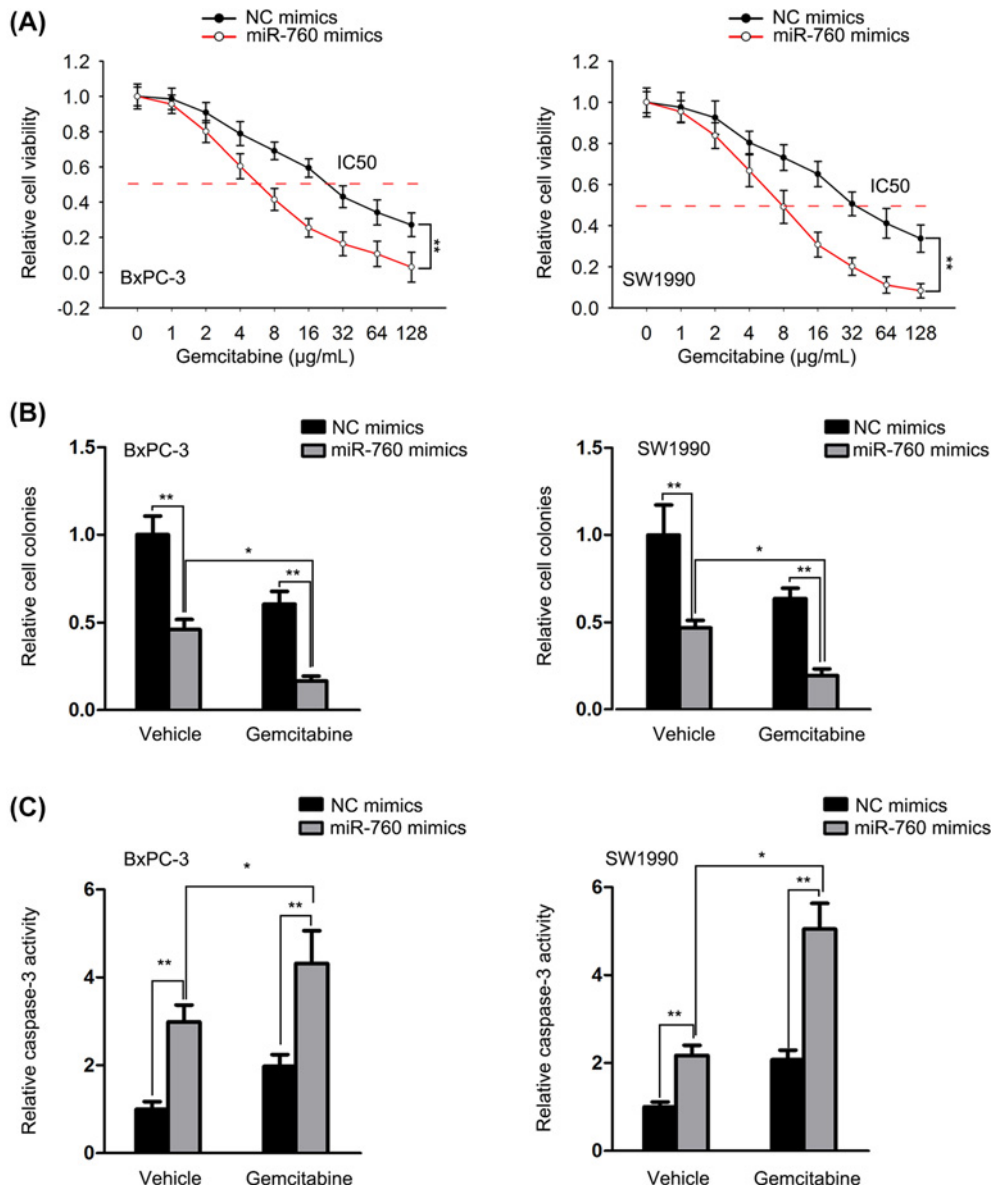 (A)
NC mimics
miR-760 mimics
Relative cell viability
1.2
1.0
0.8
0.6
0.4
0.2
0.0
-0.2
IC50
**
BxPC-3
0 1 2 4 8 16 32 64 128
Gemcitabine (µg/mL)
NC mimics
miR-760 mimics
Relative cell viability
1.2
1.0
0.8
0.6
0.4
0.2
0.0
IC50
**
SW1990
0 1 2 4 8 16 32 64 128
Gemcitabine (µg/mL)
(B)
NC mimics
miR-760 mimics
BxPC-3
Relative cell colonies
1.5
1.0
0.5
0.0
**
*
**
Vehicle Gemcitabine
NC mimics
miR-760 mimics
SW1990
Relative cell colonies
1.5
1.0
0.5
0.0
**
*
**
Vehicle Gemcitabine
(C)
NC mimics
miR-760 mimics
BxPC-3
Relative caspase-3 activity
6
4
2
0
**
*
**
Vehicle Gemcitabine
NC mimics
miR-760 mimics
SW1990
Relative caspase-3 activity
6
4
2
0
**
*
**
Vehicle Gemcitabine